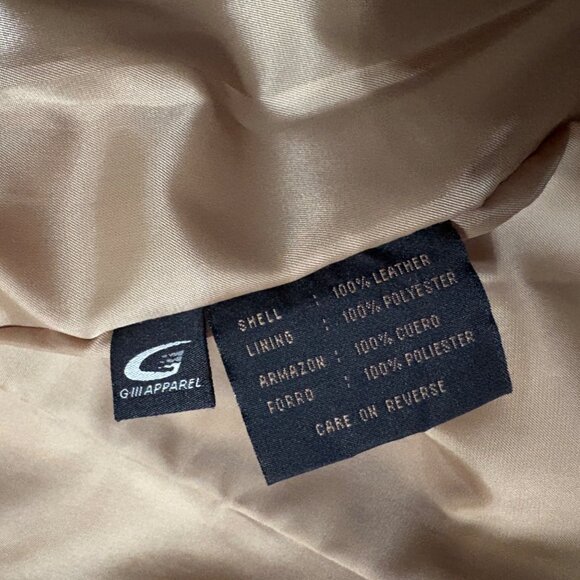 G-III APPAREL
SHELL : 100% LEATHER
LINING : 100% POLYESTER
ARMAZON : 100% CUERO
FORRO : 100% POLIESTER
CARE ON REVERSE